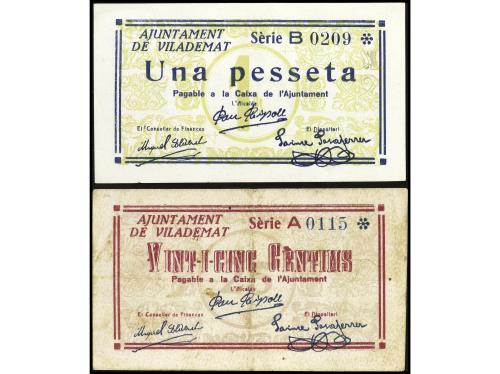 AJUNTAMENT
DE VILADEMAT
Sèrie B 0209 *
Una pesseta
Pagable a la Caixa de l'Ajuntament
L'Alcalde
El Conseller de Finances
El Dipositari
AJUNTAMENT
DE VILADEMAT
Sèrie A 0115 *
VINT-I-CINC CÈNTIMS
Pagable a la Caixa de l'Ajuntament
L'Alcalde
El Conseller de Finances
El Dipositari